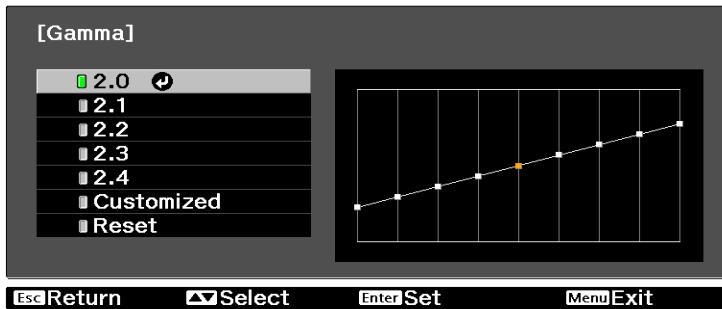 [Gamma]
2.0
2.1
2.2
2.3
2.4
Customized
Reset
Esc Return Select Enter Set Menu Exit